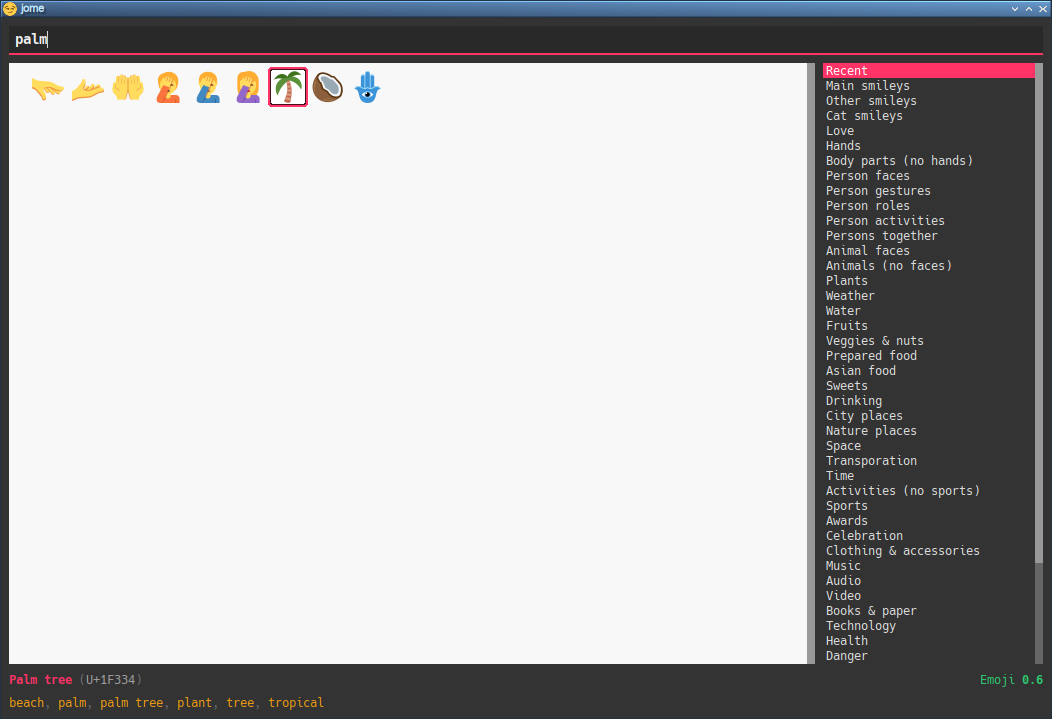 jome
palm
Recent
Main smileys
Other smileys
Cat smileys
Love
Hands
Body parts (no hands)
Person faces
Person gestures
Person roles
Person activities
Persons together
Animal faces
Animals (no faces)
Plants
Weather
Water
Fruits
Veggies & nuts
Prepared food
Asian food
Sweets
Drinking
City places
Nature places
Space
Transporation
Time
Activities (no sports)
Sports
Awards
Celebration
Clothing & accessories
Music
Audio
Video
Books & paper
Technology
Health
Danger
Palm tree (U+1F334) Emoji 0.6
beach, palm, palm tree, plant, tree, tropical